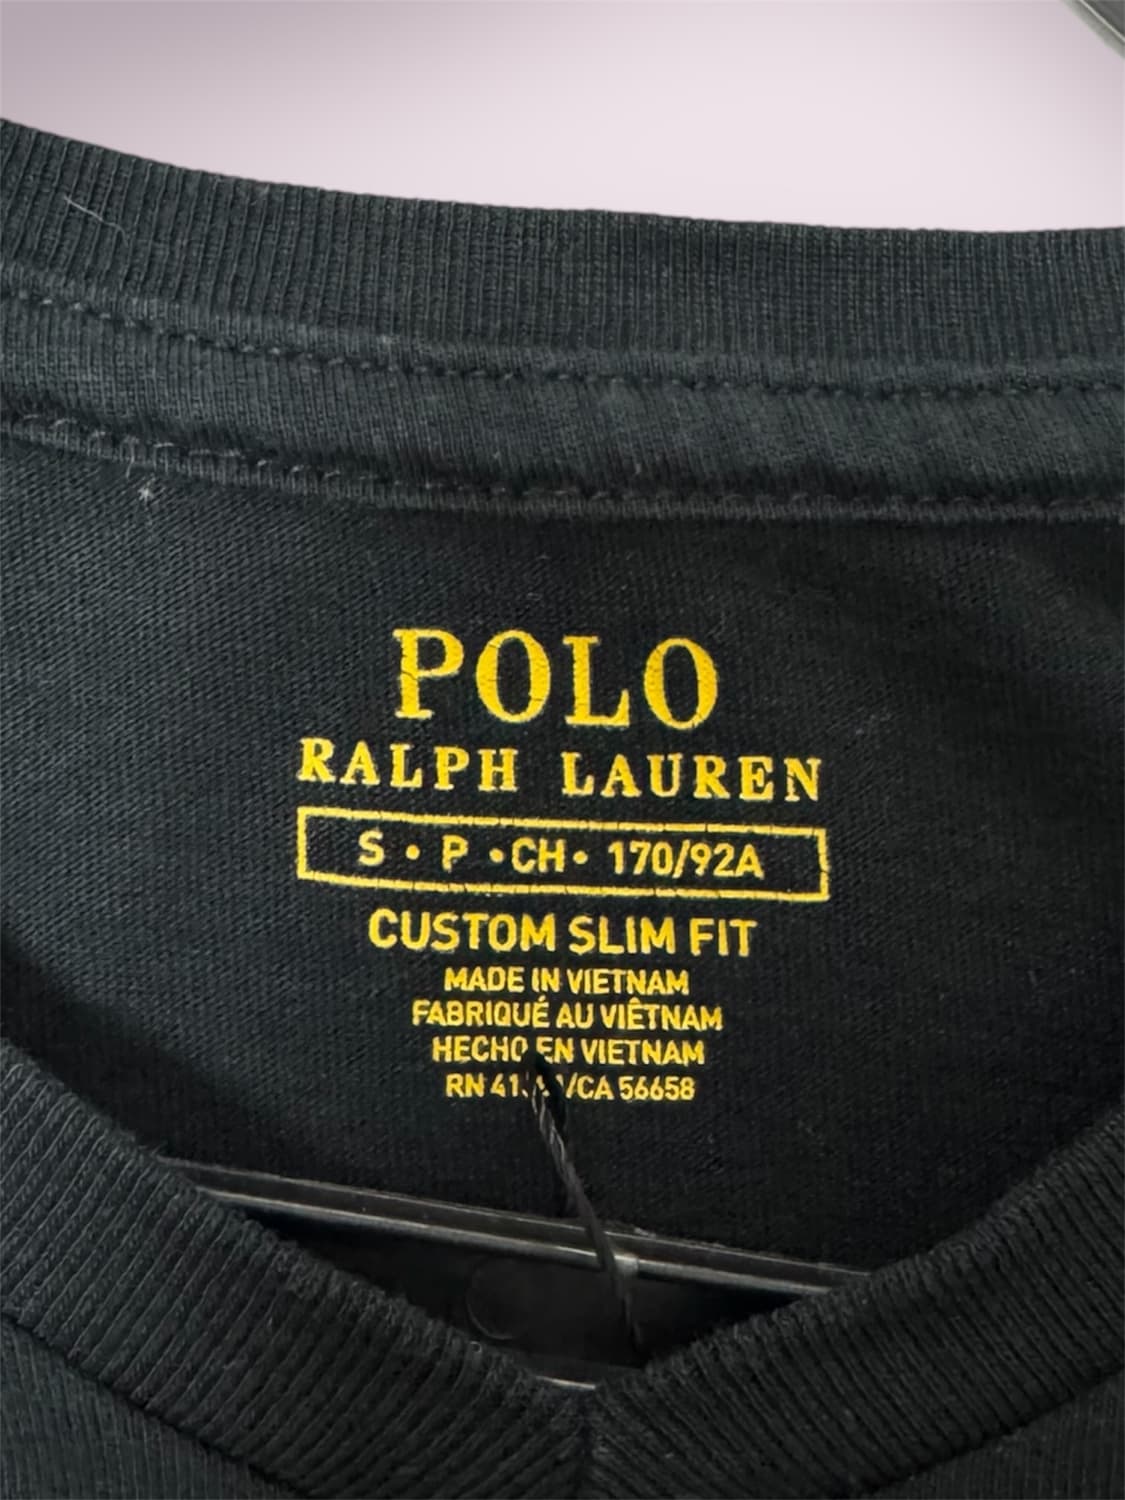 POLO
RALPH LAUREN
S • P • CH • 170/92A
CUSTOM SLIM FIT
MADE IN VIETNAM
FABRIQUÉ AU VIÊTNAM
HECHO EN VIETNAM
RN /CA 56658